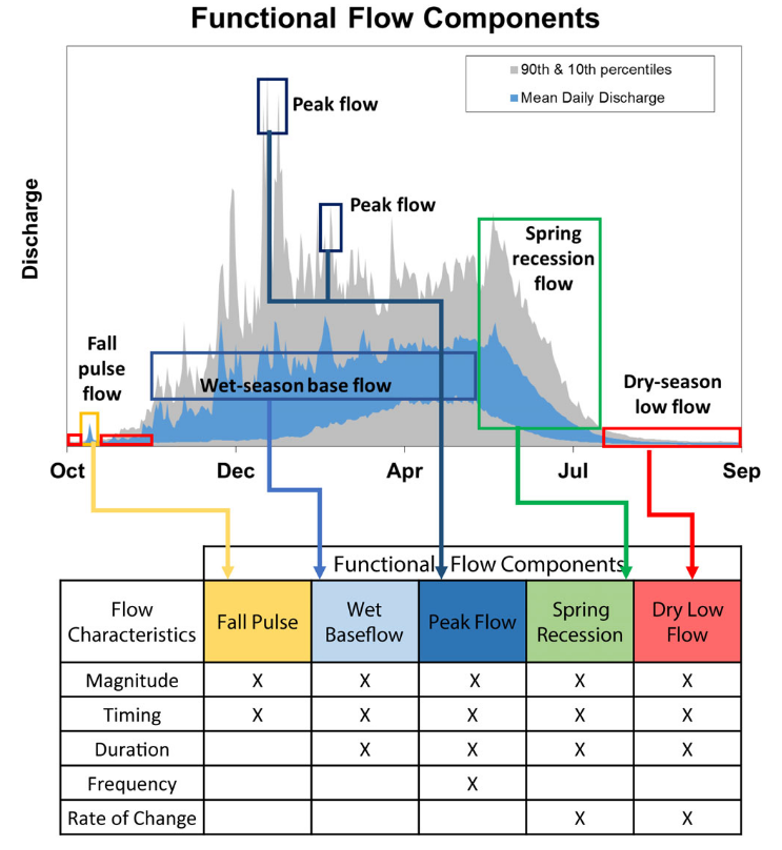 Functional Flow Components
90th & 10th percentiles
Mean Daily Discharge
Peak flow
Peak flow
Spring
recession
flow
Discharge
Fall
pulse
flow
Wet-season base flow
Dry-season
low flow
Oct Dec Apr Jul Sep
Functional Flow Components
Flow
Characteristics
Fall Pulse
Wet
Baseflow
Peak Flow
Spring
Recession
Dry Low
Flow
Magnitude X X X X X
Timing X X X X X
Duration X X X X
Frequency X
Rate of Change X X